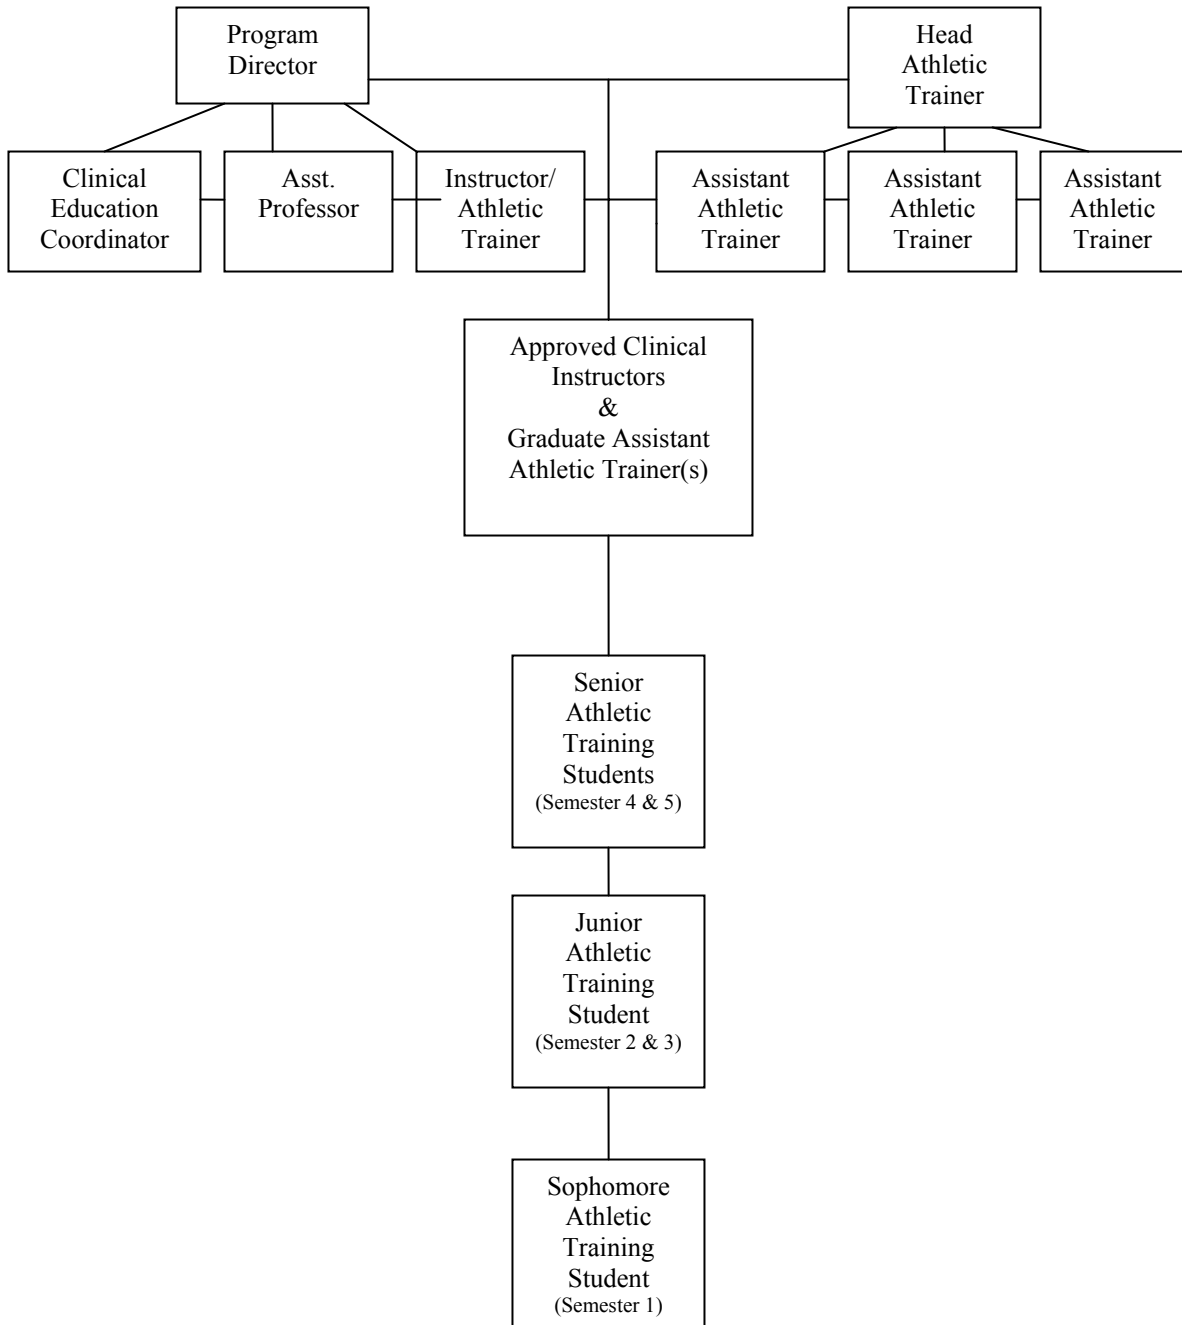 Program
Director
Head
Athletic
Trainer
Clinical
Education
Coordinator
Asst.
Professor
Instructor/
Athletic
Trainer
Assistant
Athletic
Trainer
Assistant
Athletic
Trainer
Assistant
Athletic
Trainer
Approved Clinical
Instructors
&
Graduate Assistant
Athletic Trainer(s)
Senior
Athletic
Training
Students
(Semester 4 & 5)
Junior
Athletic
Training
Student
(Semester 2 & 3)
Sophomore
Athletic
Training
Student
(Semester 1)